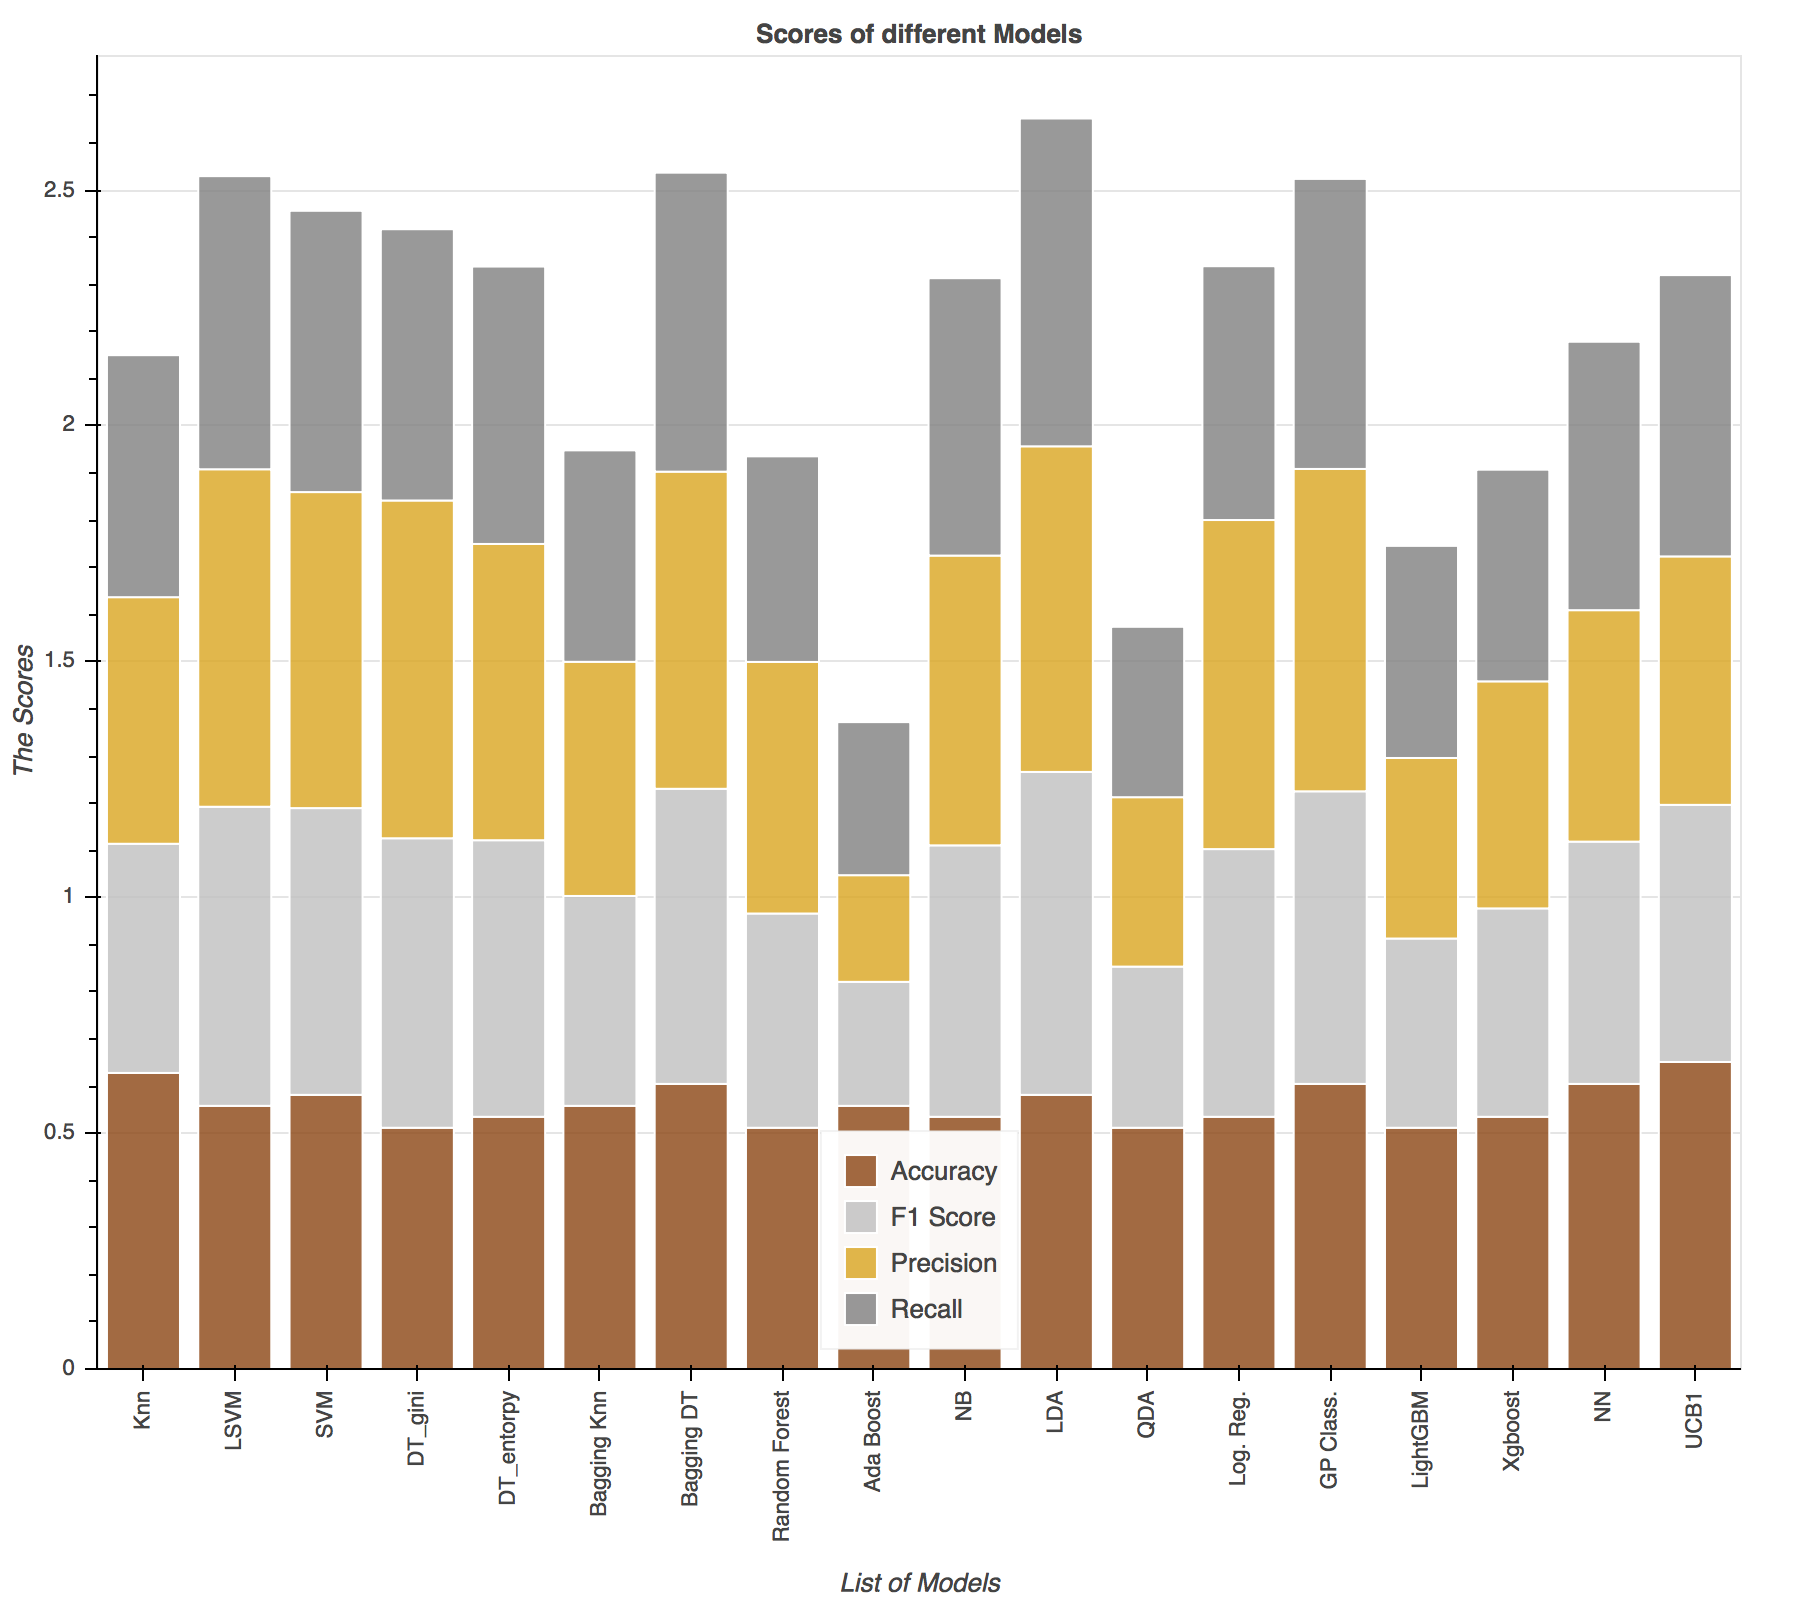 Scores of different Models
2.5
2
1.5
1
0.5
0
The Scores
Accuracy
F1 Score
Precision
Recall
Knn
LSVM
SVM
DT_gini
DT_entorpy
Bagging Knn
Bagging DT
Random Forest
Ada Boost
NB
LDA
QDA
Log. Reg.
GP Class.
LightGBM
Xgboost
NN
UCB1
List of Models